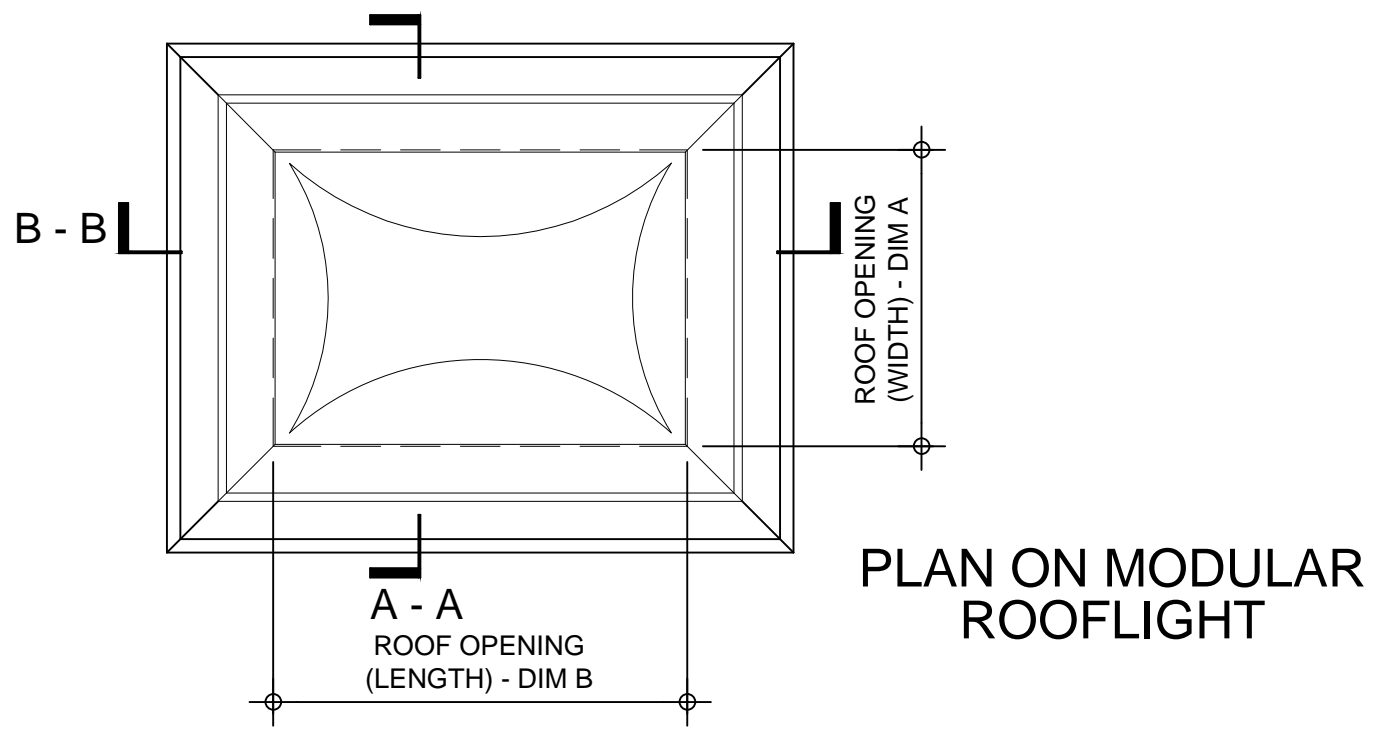 B - B
ROOF OPENING
(WIDTH) - DIM A
A - A
ROOF OPENING
(LENGTH) - DIM B
PLAN ON MODULAR
ROOFLIGHT